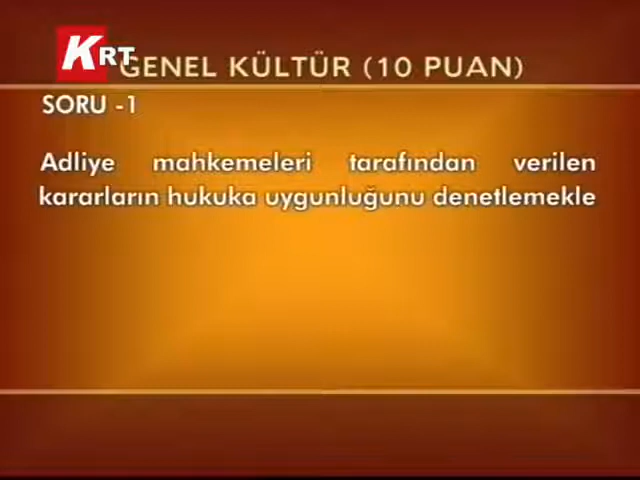 KRT
GENEL KÜLTÜR (10 PUAN)
SORU -1
Adliye mahkemeleri tarafından verilen
kararların hukuka uygunluğunu denetlemekle